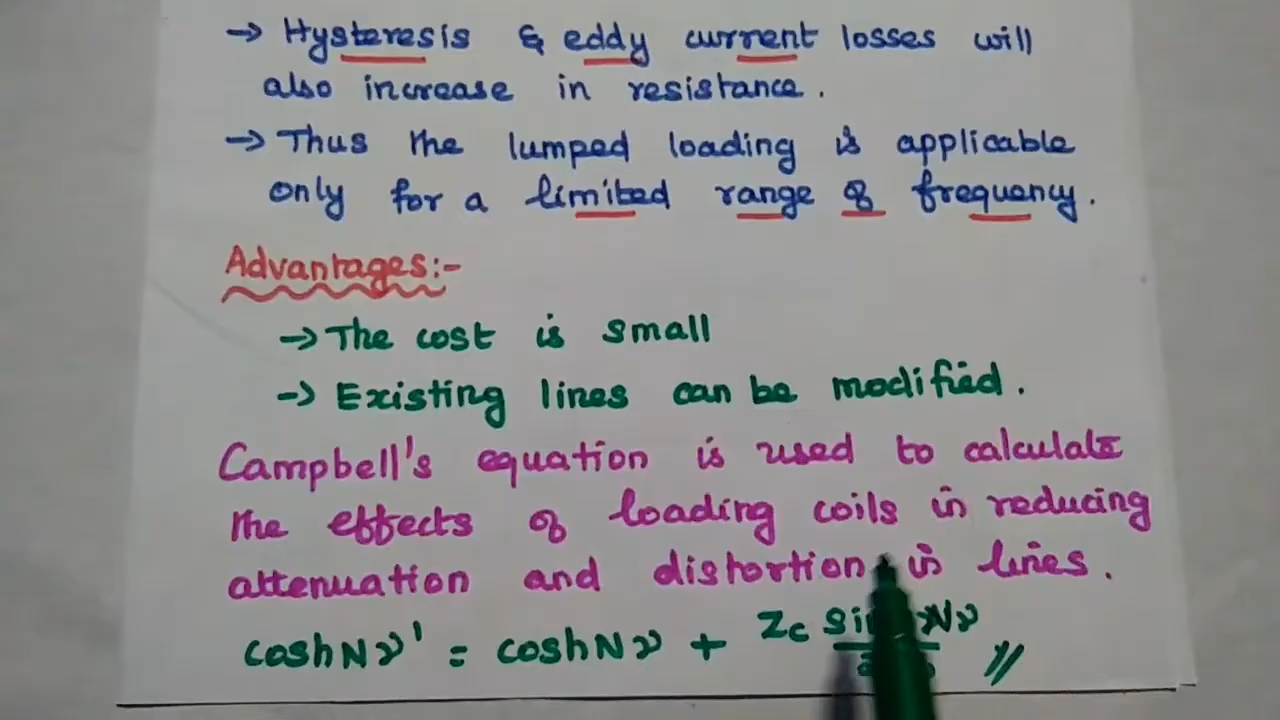 → Hysteresis & eddy current losses will
also increase in resistance.
→ Thus the lumped loading is applicable
only for a limited range of frequency.
Advantages:-
→ The cost is small
→ Existing lines can be modified.
Campbell's equation is used to calculate
the effects of loading coils in reducing
attenuation and distortion in lines.
coshNγ' = coshNγ + Zc Nγ